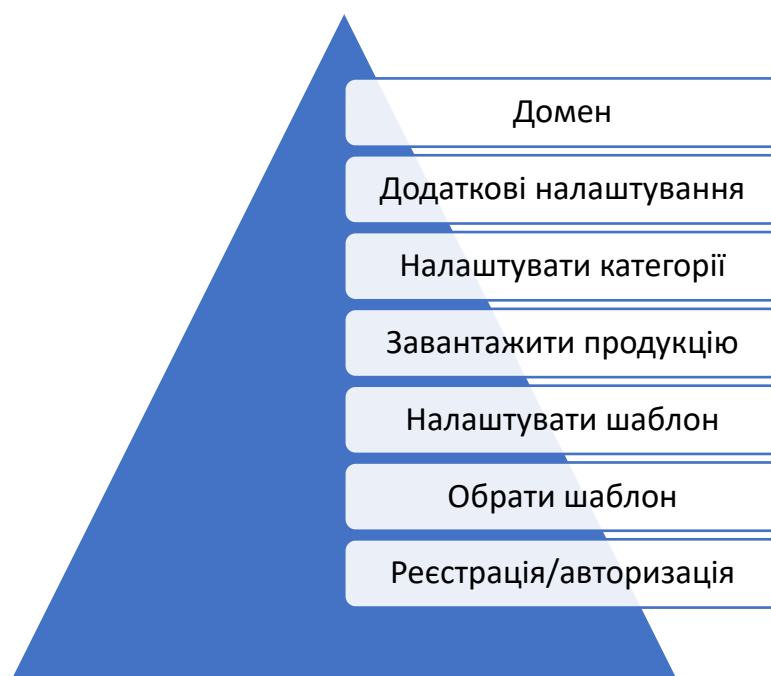 Домен
Додаткові налаштування
Налаштувати категорії
Завантажити продукцію
Налаштувати шаблон
Обрати шаблон
Реєстрація/авторизація